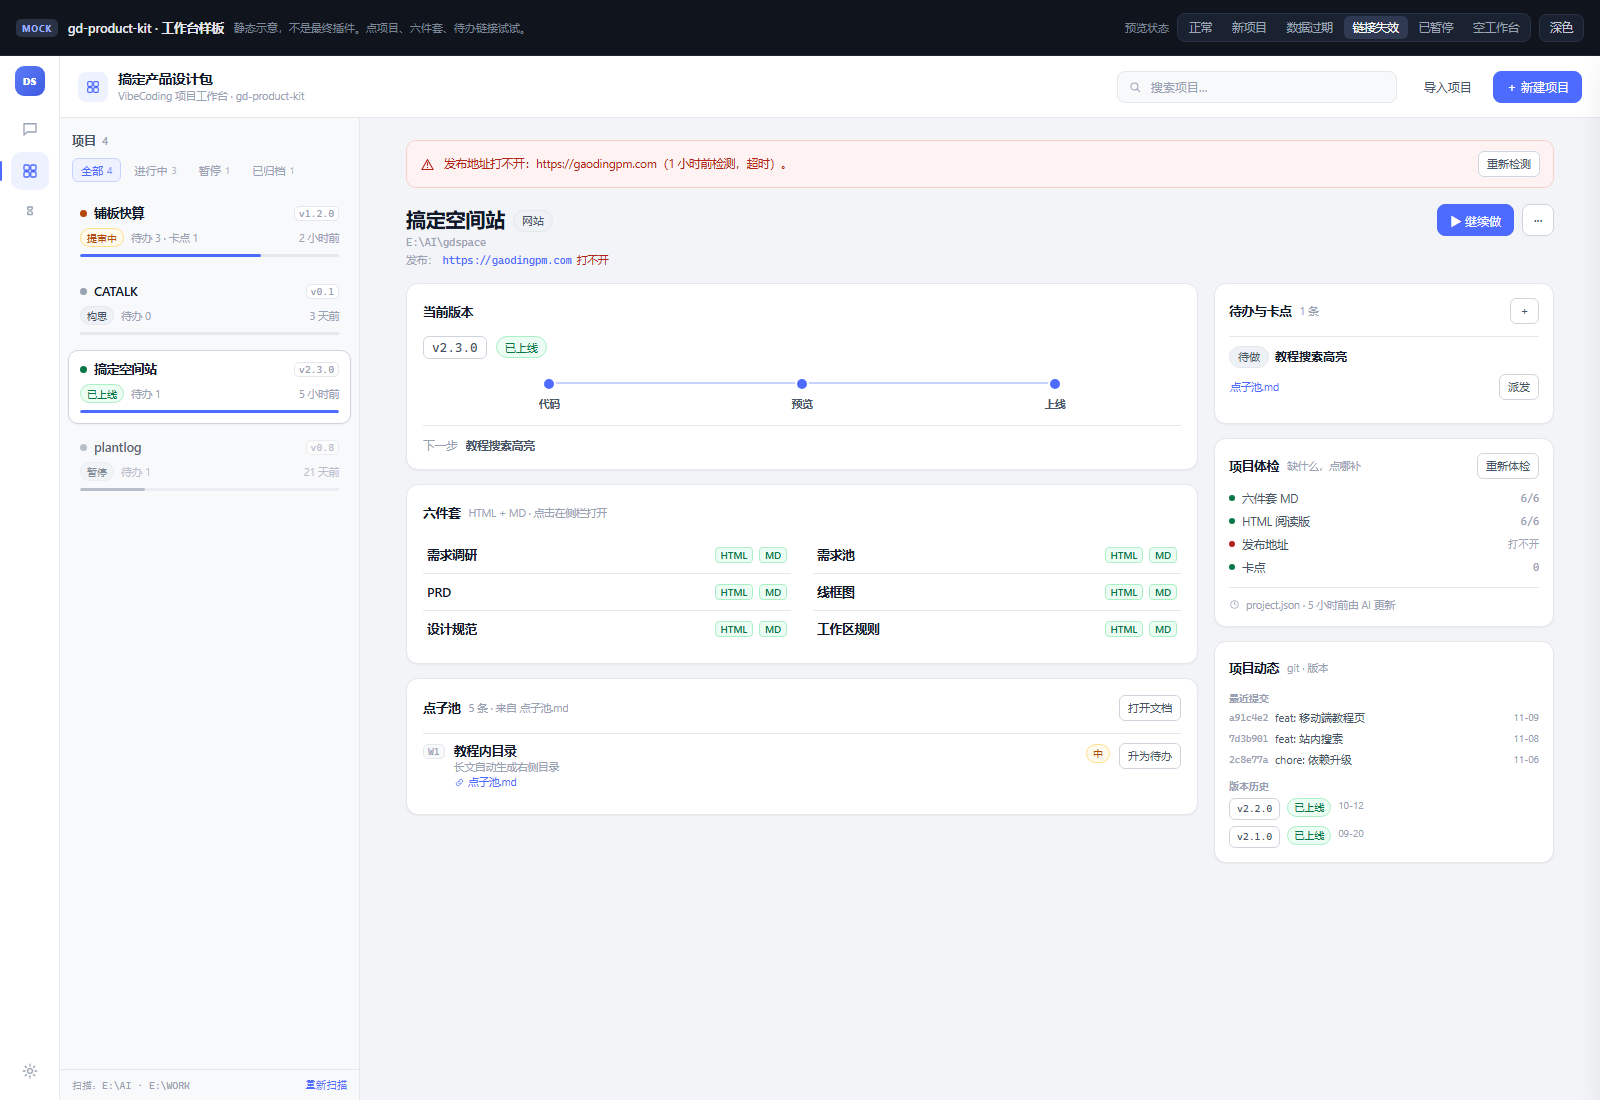 MOCK gd-product-kit · 工作台样板 静态示意，不是最终插件。点项目、六件套、待办链接试试。 预览状态 正常 新项目 数据过期 链接失效 已暂停 空工作台 深色
DS
搞定产品设计包
VibeCoding 项目工作台 · gd-product-kit
搜索项目...
导入项目
+ 新建项目
项目 4
全部 4 进行中 3 暂停 1 已归档 1
铺板快算 v1.2.0
提审中 待办 3 · 卡点 1 2 小时前
CATALK v0.1
构思 待办 0 3 天前
搞定空间站 v2.3.0
已上线 待办 1 5 小时前
plantlog v0.8
暂停 待办 1 21 天前
扫描：E:\AI · E:\WORK 重新扫描
发布地址打不开：https://gaodingpm.com（1 小时前检测，超时）。 重新检测
搞定空间站 网站
E:\AI\gdspace
发布： https://gaodingpm.com 打不开
▶ 继续做 ···
当前版本
v2.3.0 已上线
代码 预览 上线
下一步 教程搜索高亮
六件套 HTML + MD · 点击在侧栏打开
需求调研 HTML MD 需求池 HTML MD
PRD HTML MD 线框图 HTML MD
设计规范 HTML MD 工作区规则 HTML MD
点子池 5 条 · 来自 点子池.md 打开文档
W1 教程内目录 中 升为待办
长文自动生成右侧目录
点子池.md
待办与卡点 1 条 +
待做 教程搜索高亮
点子池.md 派发
项目体检 缺什么，点哪补 重新体检
六件套 MD 6/6
HTML 阅读版 6/6
发布地址 打不开
卡点 0
project.json · 5 小时前由 AI 更新
项目动态 git · 版本
最近提交
a91c4e2 feat: 移动端教程页 11-09
7d3b901 feat: 站内搜索 11-08
2c8e77a chore: 依赖升级 11-06
版本历史
v2.2.0 已上线 10-12
v2.1.0 已上线 09-20